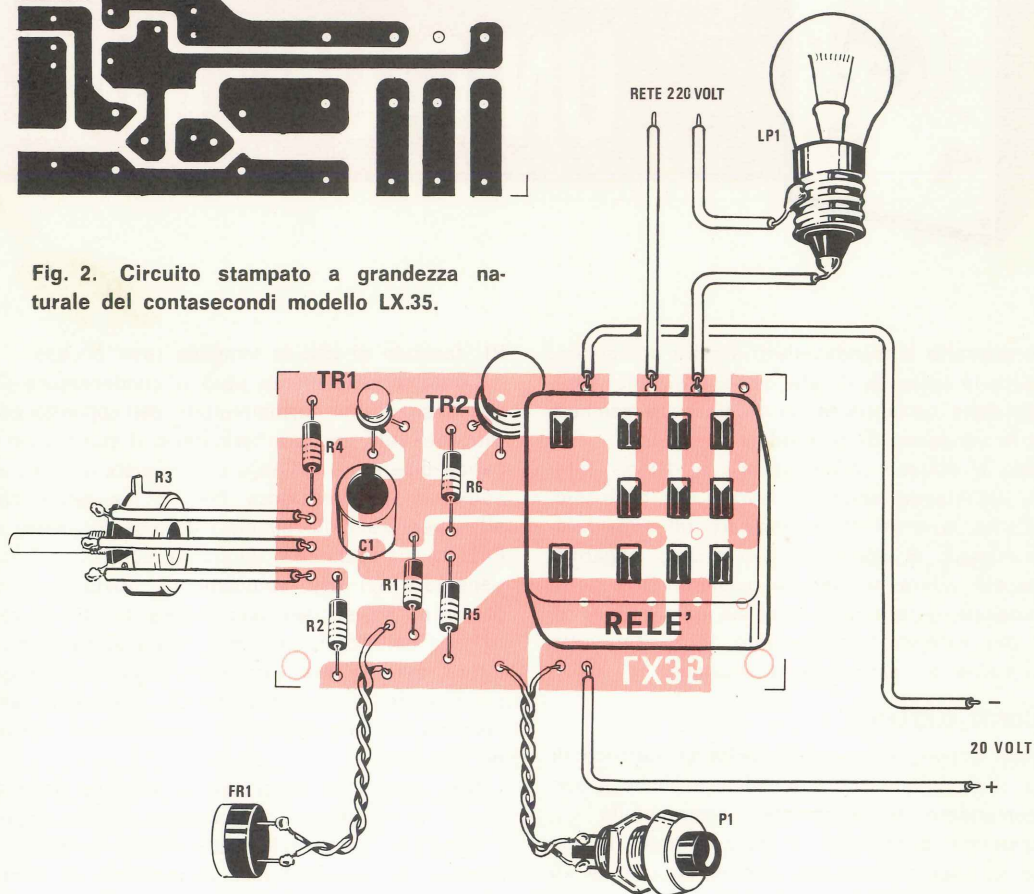 RETE 220 VOLT
LP1
Fig. 2. Circuito stampato a grandezza na-
turale del contasecondi modello LX.35.
TR1
TR2
R4
R3
R6
C1
R1
R2
R5
RELE'
LX35
FR1
P1
-
20 VOLT
+